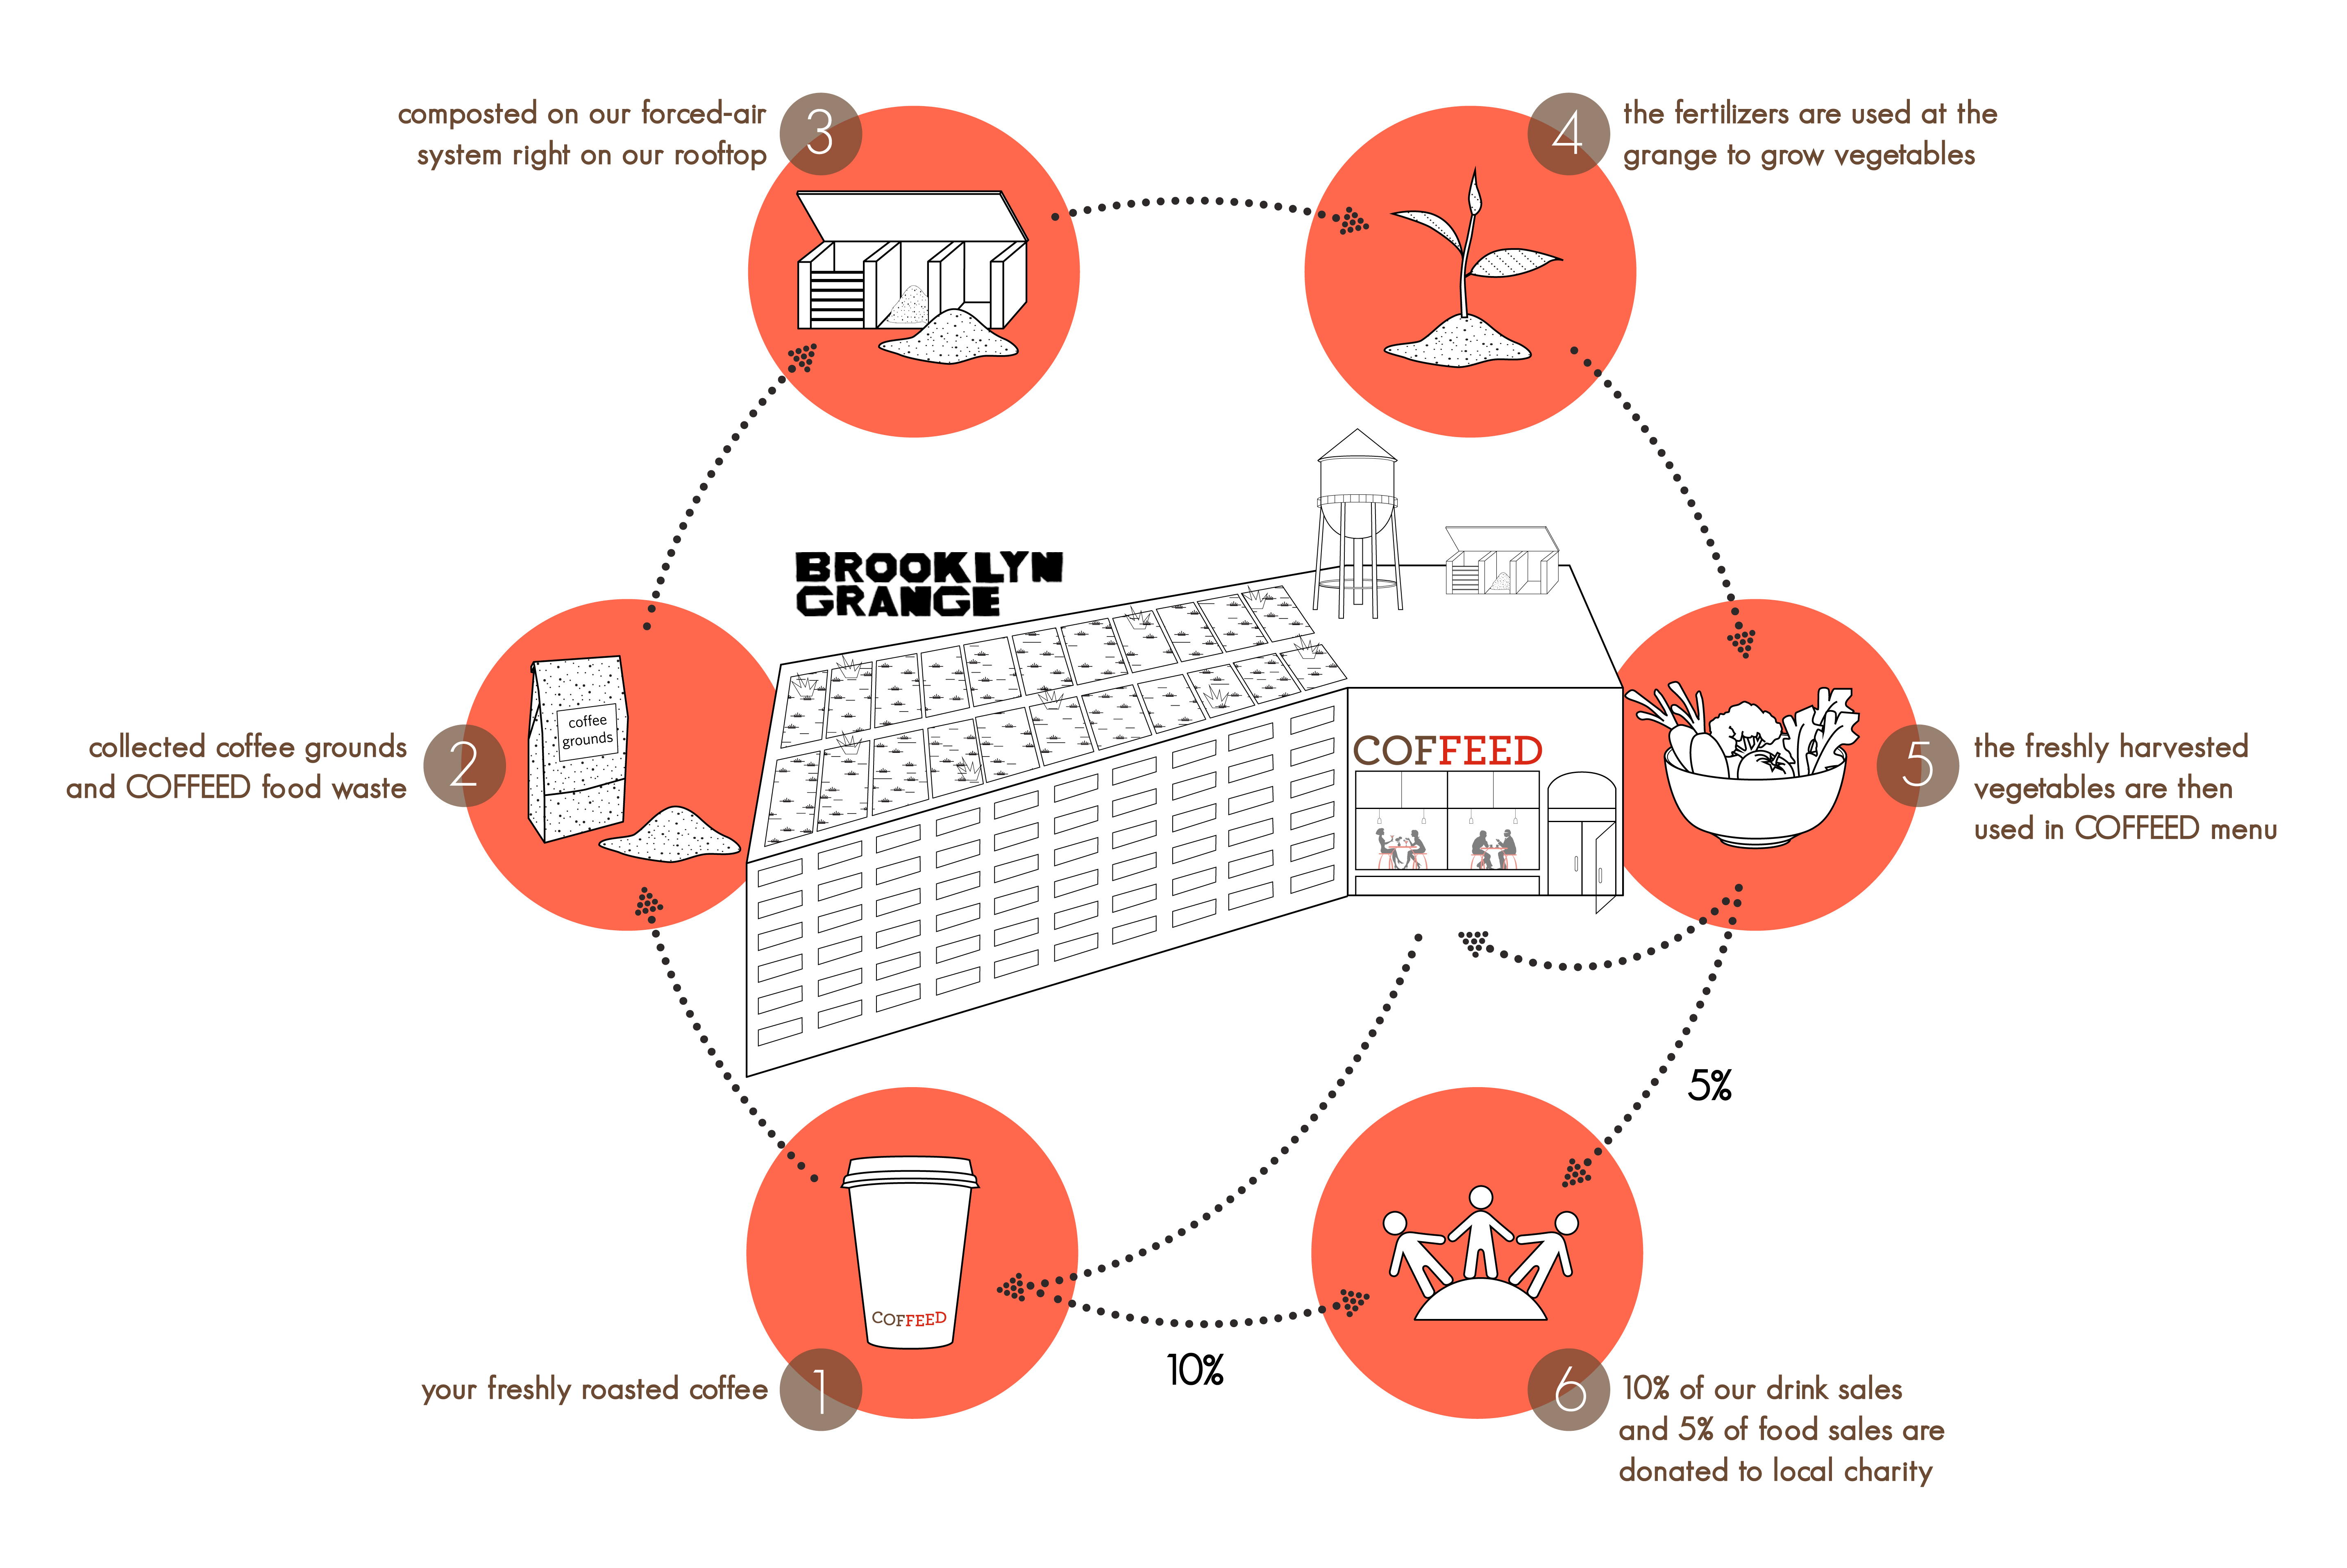 composted on our forced-air
system right on our rooftop
3
4
the fertilizers are used at the
grange to grow vegetables
BROOKLYN
GRANGE
collected coffee grounds
and COFFEED food waste
2
coffee
grounds
COFFEED
5
the freshly harvested
vegetables are then
used in COFFEED menu
5%
COFFEED
10%
your freshly roasted coffee
1
6
10% of our drink sales
and 5% of food sales are
donated to local charity